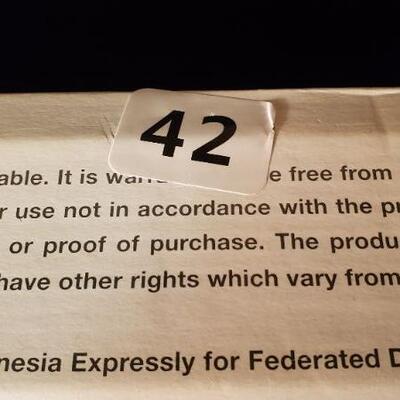 42
able. It is e free from
r use not in accordance with the
or proof of purchase. The produ
have other rights which vary from
nesia Expressly for Federated D